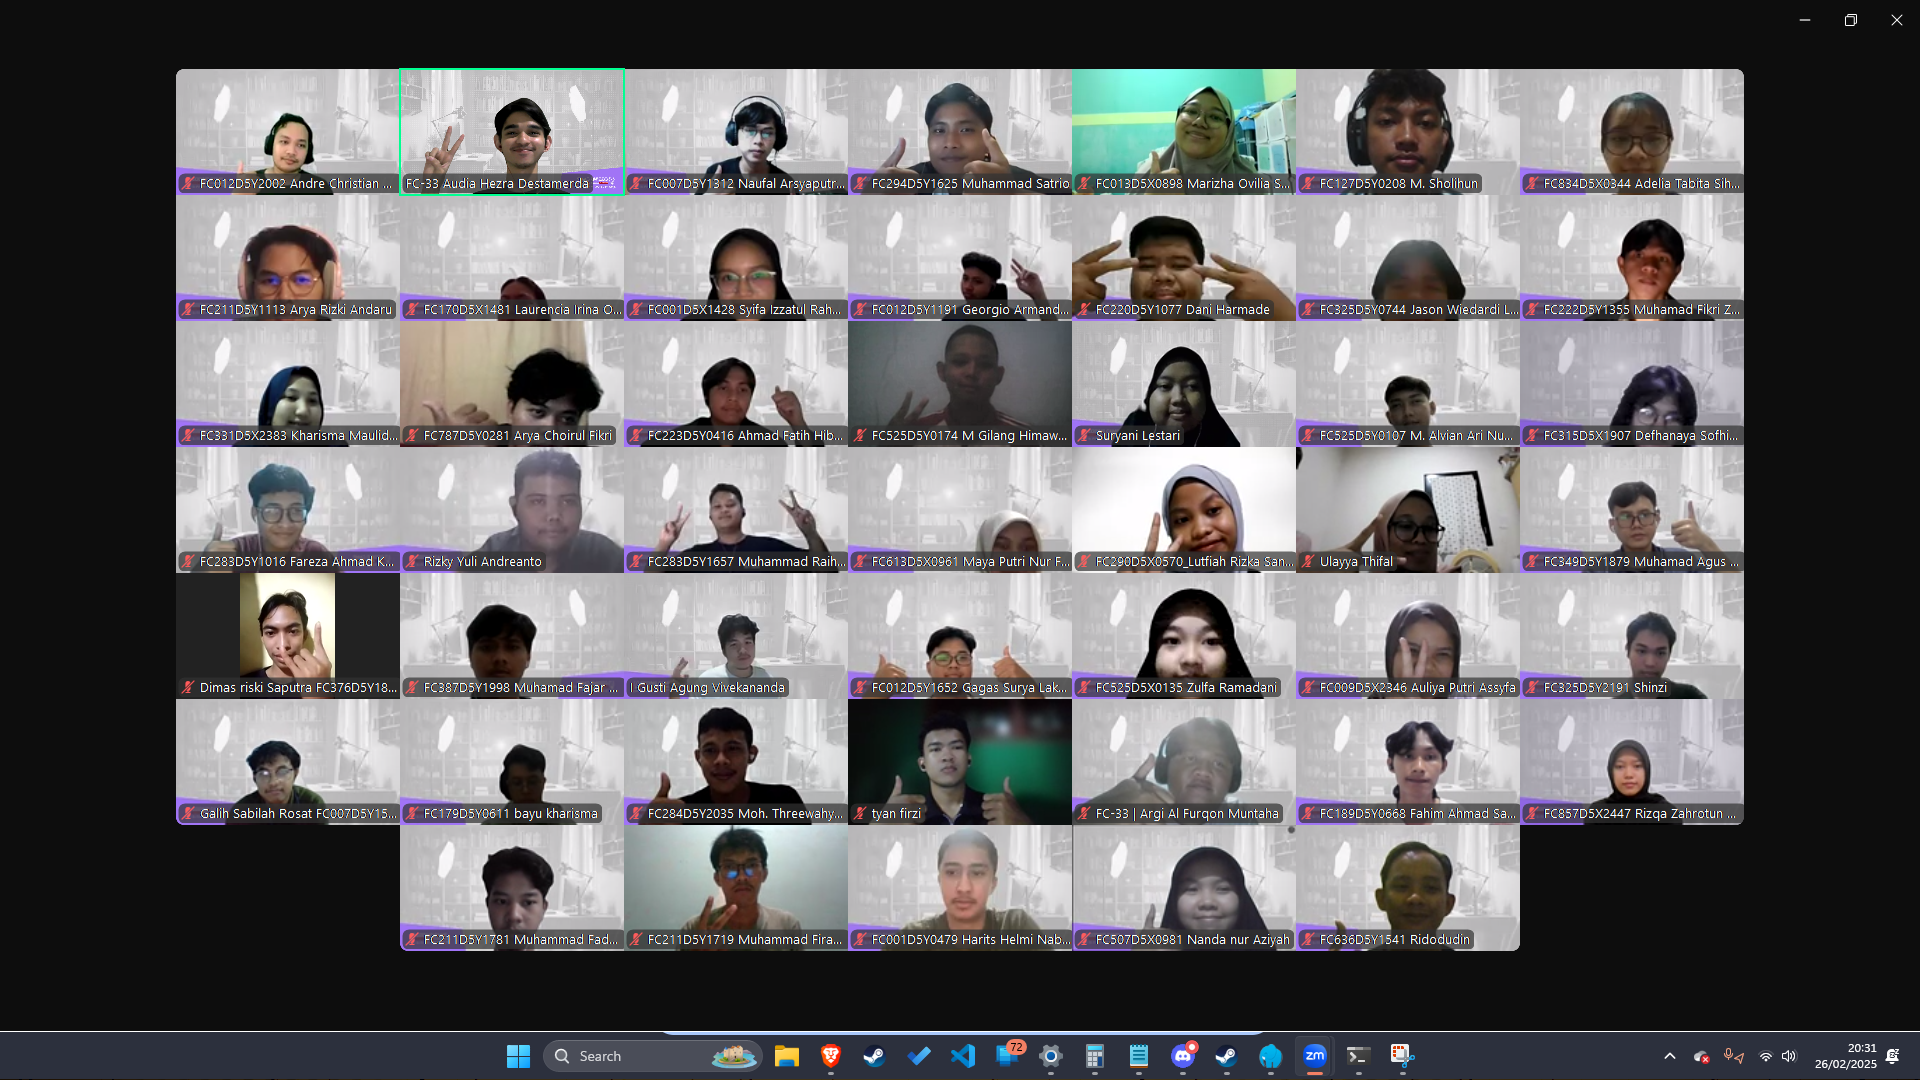 FC012D5Y2002 Andre Christian ...
FC-33 Audia Hezra Destamerda
FC007D5Y1312 Naufal Arsyaputr...
FC294D5Y1625 Muhammad Satrio
FC013D5X0898 Marizha Ovilia S...
FC127D5Y0208 M. Sholihun
FC834D5X0344 Adelia Tabita Sih...
FC211D5Y1113 Arya Rizki Andaru
FC170D5X1481 Laurencia Irina O...
FC001D5X1428 Syifa Izzatul Rah...
FC012D5Y1191 Georgio Armand...
FC220D5Y1077 Dani Harmade
FC325D5Y0744 Jason Wiedardi L...
FC222D5Y1355 Muhamad Fikri Z...
FC331D5X2383 Kharisma Maulid...
FC787D5Y0281 Arya Choirul Fikri
FC223D5Y0416 Ahmad Fatih Hib...
FC525D5Y0174 M Gilang Himaw...
Suryani Lestari
FC525D5Y0107 M. Alvian Ari Nu...
FC315D5X1907 Defhanaya Sofhi...
FC283D5Y1016 Fareza Ahmad K...
Rizky Yuli Andreanto
FC283D5Y1657 Muhammad Raih...
FC613D5X0961 Maya Putri Nur F...
FC290D5X0570_Lutfiah Rizka San...
Ulayya Thifal
FC349D5Y1879 Muhamad Agus ...
Dimas riski Saputra FC376D5Y18...
FC387D5Y1998 Muhamad Fajar ...
I Gusti Agung Vivekananda
FC012D5Y1652 Gagas Surya Lak...
FC525D5X0135 Zulfa Ramadani
FC009D5X2346 Auliya Putri Assyfa
FC325D5Y2191 Shinzi
Galih Sabilah Rosat FC007D5Y15...
FC179D5Y0611 bayu kharisma
FC284D5Y2035 Moh. Threewahy...
tyan firzi
FC-33 | Argi Al Furqon Muntaha
FC189D5Y0668 Fahim Ahmad Sa...
FC857D5X2447 Rizqa Zahrotun ...
FC211D5Y1781 Muhammad Fad...
FC211D5Y1719 Muhammad Fira...
FC001D5Y0479 Harits Helmi Nab...
FC507D5X0981 Nanda nur Aziyah
FC636D5Y1541 Ridodudin
Search
72
zm
20:31
26/02/2025